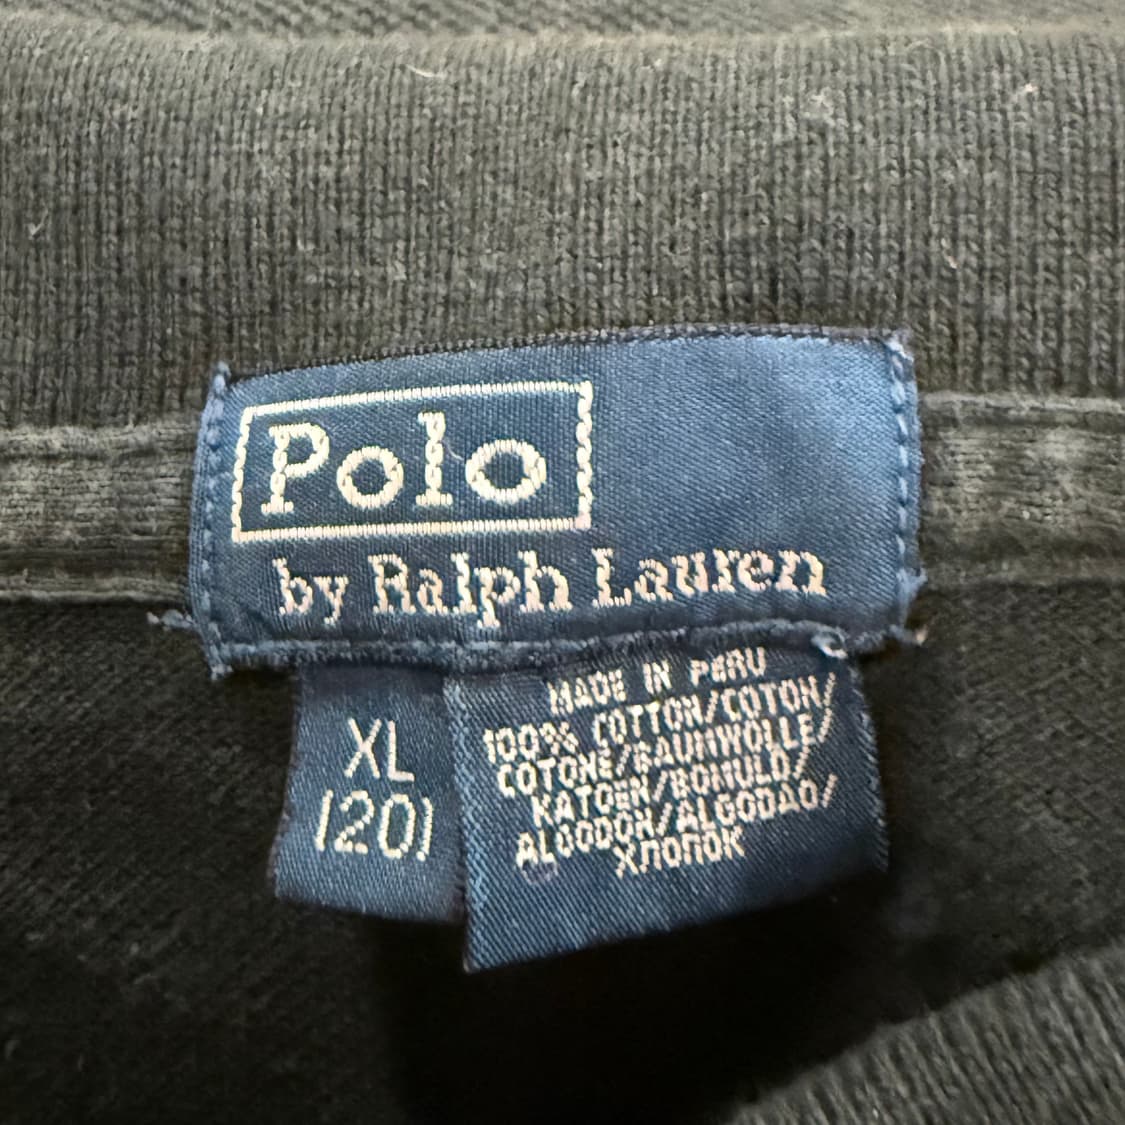 Polo
by Ralph Lauren
XL
(20)
MADE IN PERU
100% COTTON/COTON/
COTONE/BAUMWOLLE/
KATOEN/BOMULD/
ALGODON/ALGODAO/
ХЛОПОК